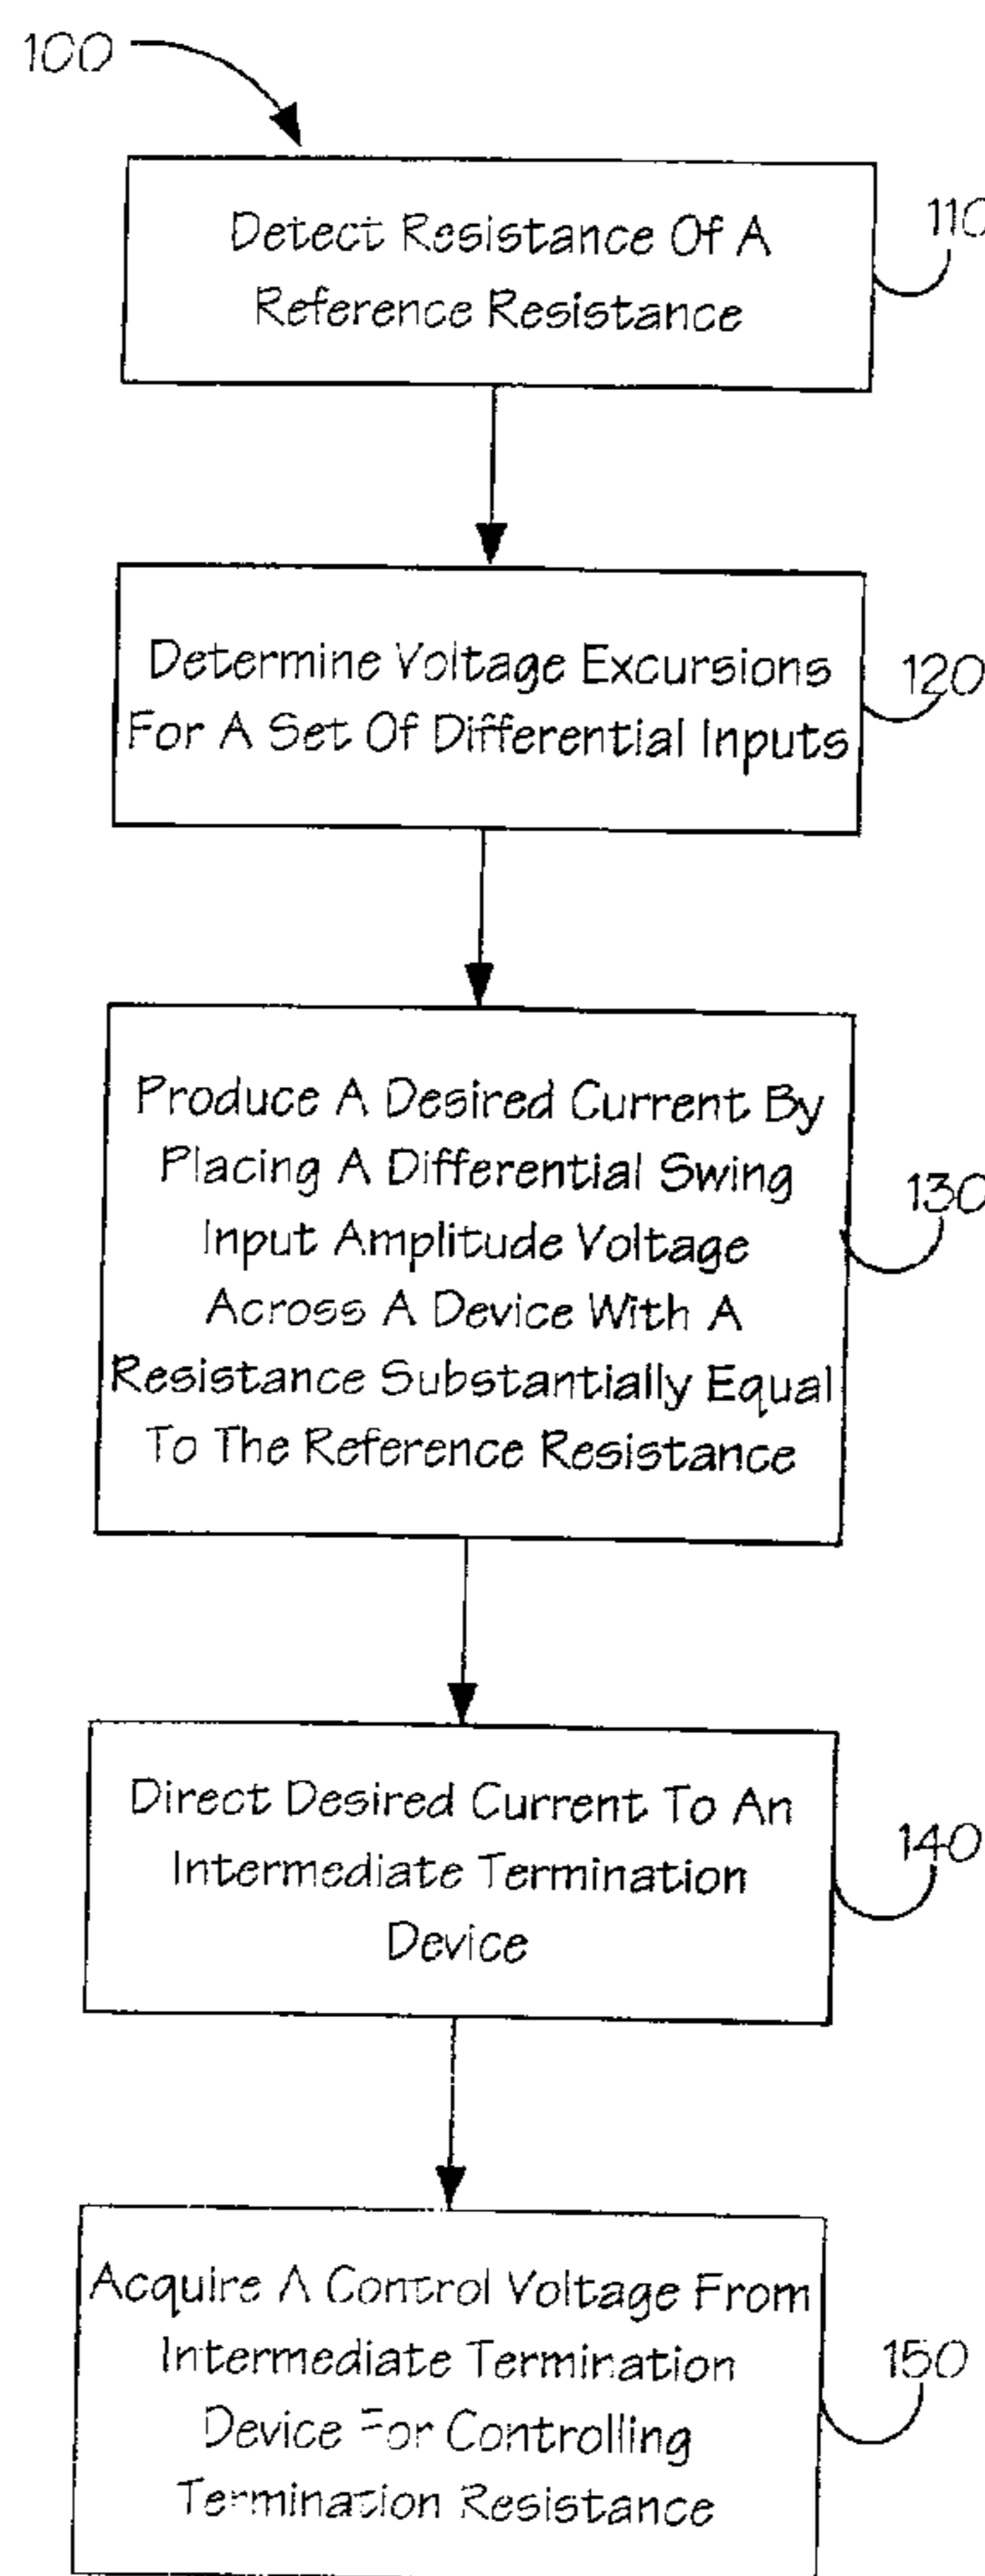 100
Detect Resistance Of A
Reference Resistance
110
Determine Voltage Excursions
For A Set Of Differential Inputs
120
Produce A Desired Current By
Placing A Differential Swing
Input Amplitude Voltage
Across A Device With A
Resistance Substantially Equal
To The Reference Resistance
130
Direct Desired Current To An
Intermediate Termination
Device
140
Acquire A Control Voltage From
Intermediate Termination
Device For Controlling
Termination Resistance
150